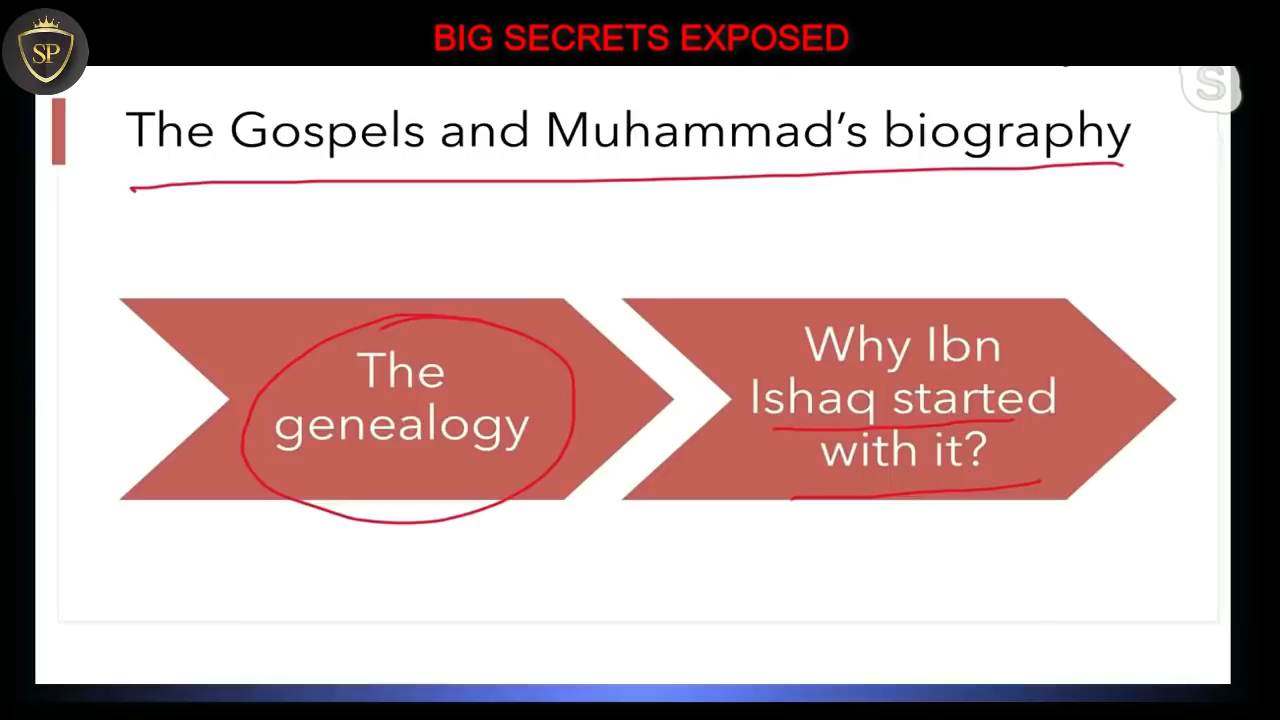 BIG SECRETS EXPOSED
SP
S
The Gospels and Muhammad's biography
The
genealogy
Why Ibn
Ishaq started
with it?